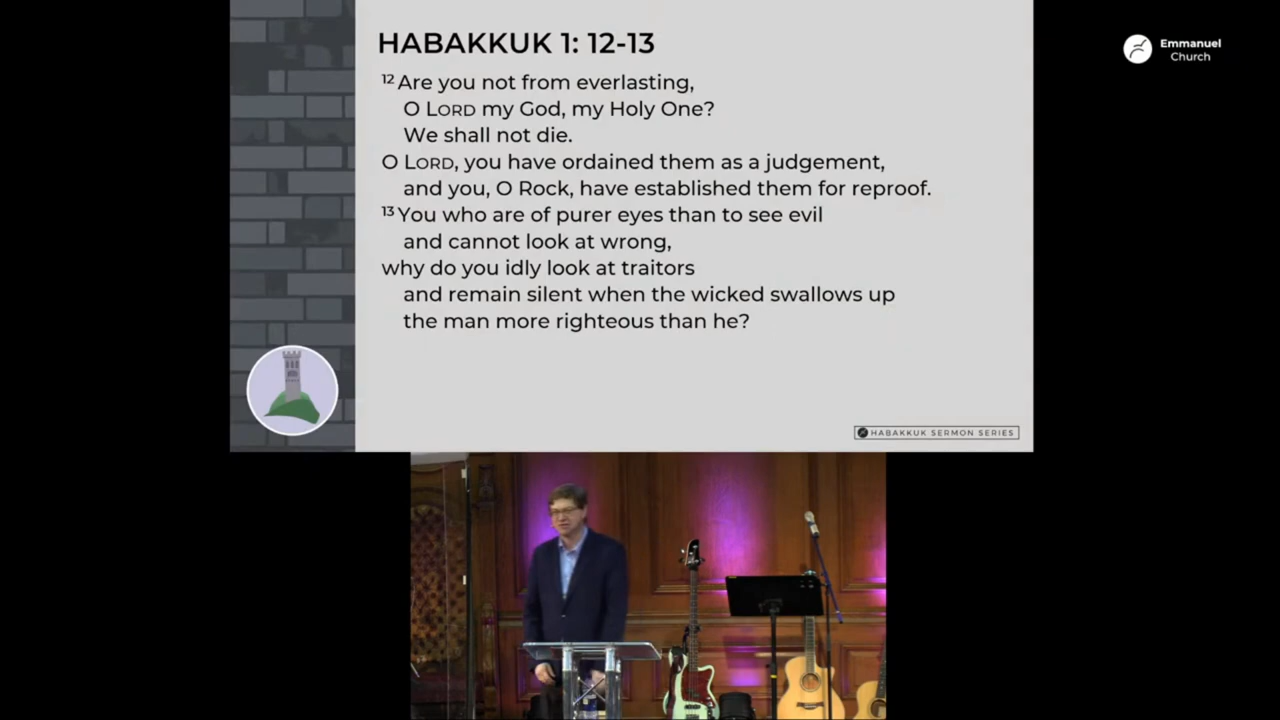 HABAKKUK 1: 12-13
12 Are you not from everlasting,
O LORD my God, my Holy One?
We shall not die.
O LORD, you have ordained them as a judgement,
and you, O Rock, have established them for reproof.
13 You who are of purer eyes than to see evil
and cannot look at wrong,
why do you idly look at traitors
and remain silent when the wicked swallows up
the man more righteous than he?
HABAKKUK SERMON SERIES
Emmanuel
Church